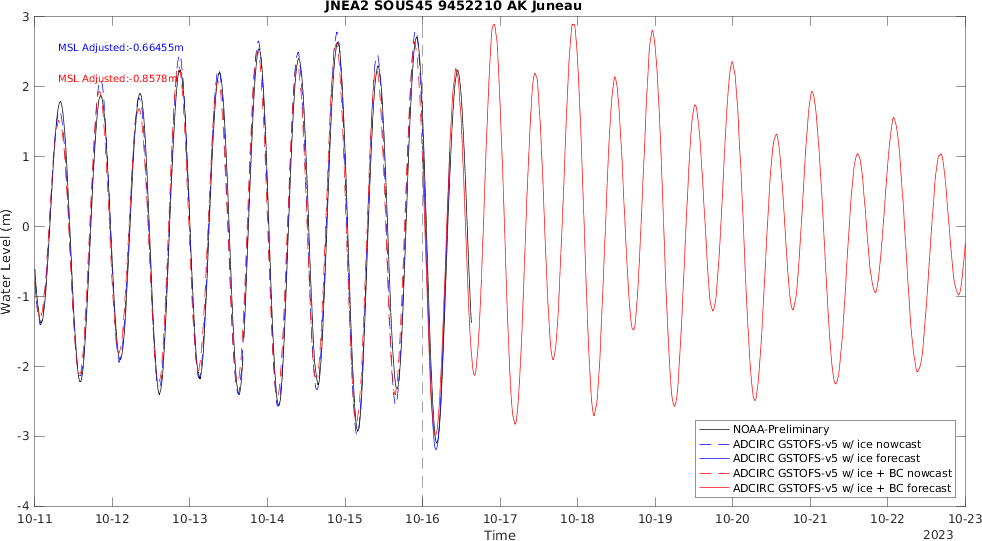 JNEA2 SOUS45 9452210 AK Juneau
MSL Adjusted:-0.66455m
MSL Adjusted:-0.8578m
Water Level (m)
3
2
1
0
-1
-2
-3
-4
NOAA-Preliminary
ADCIRC GSTOFS-v5 w/ ice nowcast
ADCIRC GSTOFS-v5 w/ ice forecast
ADCIRC GSTOFS-v5 w/ ice + BC nowcast
ADCIRC GSTOFS-v5 w/ ice + BC forecast
10-11 10-12 10-13 10-14 10-15 10-16 10-17 10-18 10-19 10-20 10-21 10-22 10-23
Time
2023